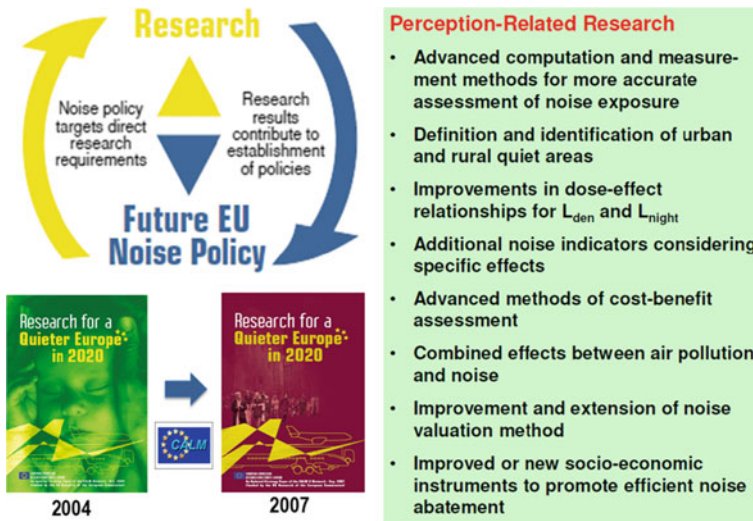 Research
Noise policy
targets direct
research
requirements
Research
results
contribute to
establishment
of policies
Future EU
Noise Policy
Research for a
Quieter Europe
in 2020
2004
CALM
Research for a
Quieter Europe
in 2020
2007
Perception-Related Research
• Advanced computation and measure-
ment methods for more accurate
assessment of noise exposure
• Definition and identification of urban
and rural quiet areas
• Improvements in dose-effect
relationships for Lden and Lnight
• Additional noise indicators considering
specific effects
• Advanced methods of cost-benefit
assessment
• Combined effects between air pollution
and noise
• Improvement and extension of noise
valuation method
• Improved or new socio-economic
instruments to promote efficient noise
abatement